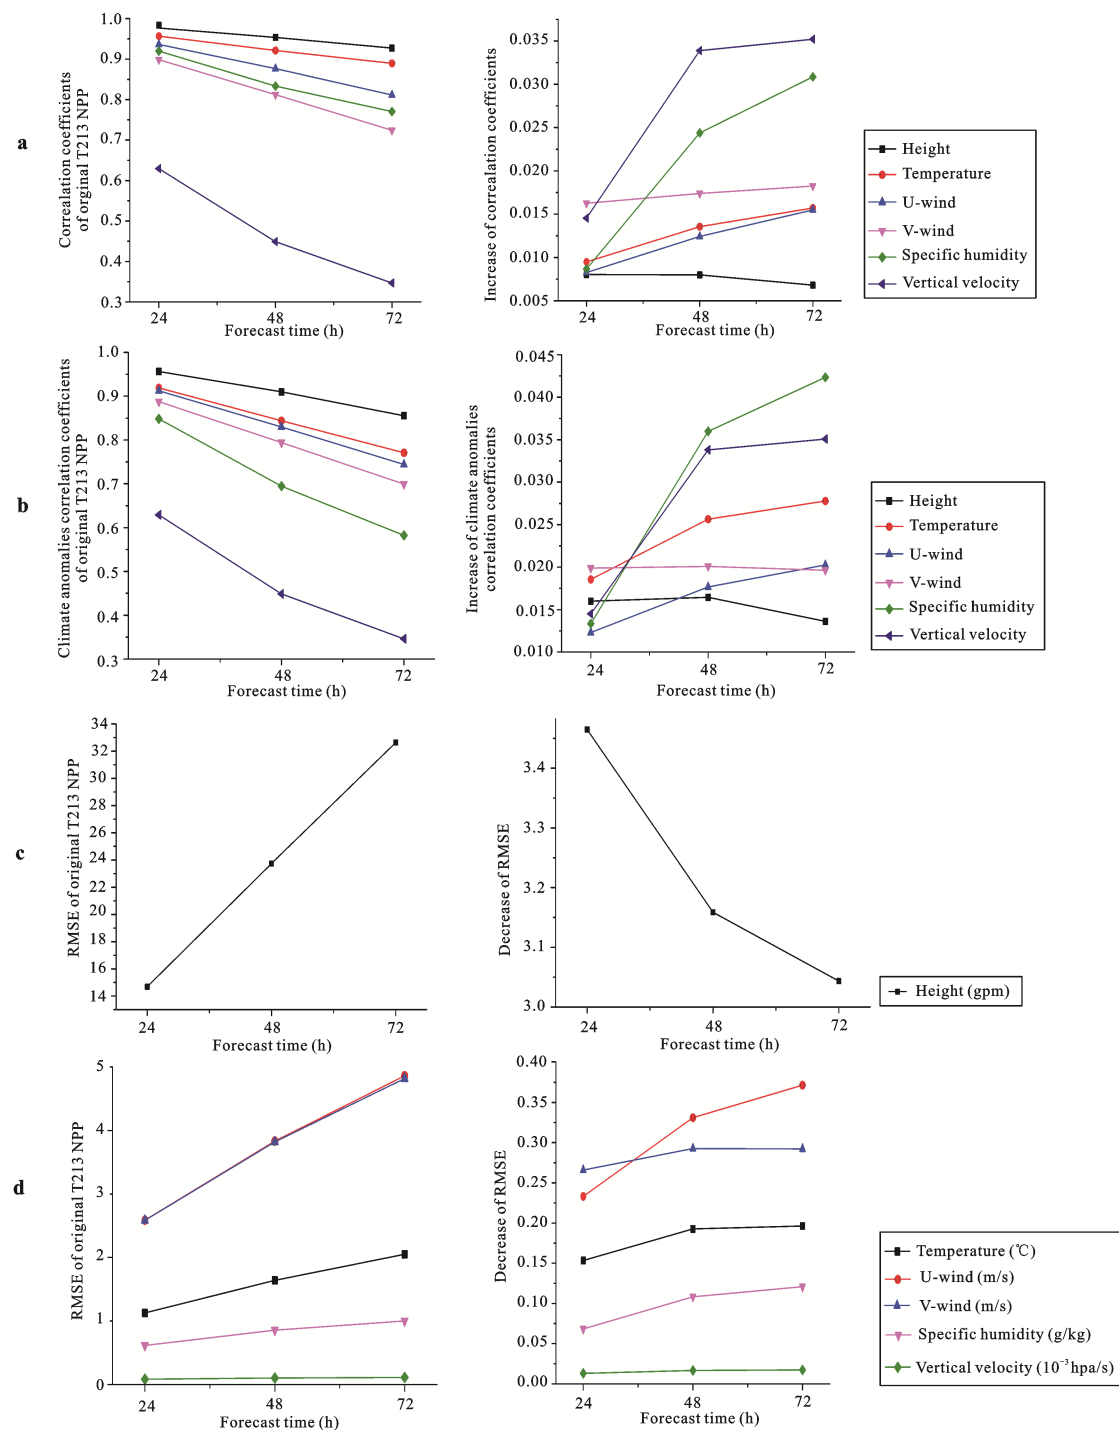 a
Correalation coefficients
of orginal T213 NPP
1.0
0.9
0.8
0.7
0.6
0.5
0.4
0.3
24
48
72
Forecast time (h)
Increase of correalation coefficients
0.035
0.030
0.025
0.020
0.015
0.010
0.005
24
48
72
Forecast time (h)
Height
Temperature
U-wind
V-wind
Specific humidity
Vertical velocity
b
Climate anomalies correlation coefficients
of original T213 NPP
1.0
0.9
0.8
0.7
0.6
0.5
0.4
0.3
24
48
72
Forecast time (h)
Increase of climate anomalies
correlation coefficients
0.045
0.040
0.035
0.030
0.025
0.020
0.015
0.010
24
48
72
Forecast time (h)
Height
Temperature
U-wind
V-wind
Specific humidity
Vertical velocity
c
RMSE of original T213 NPP
34
32
30
28
26
24
22
20
18
16
14
24
48
72
Forecast time (h)
Decrease of RMSE
3.4
3.3
3.2
3.1
3.0
24
48
72
Forecast time (h)
Height (gpm)
d
RMSE of original T213 NPP
5
4
3
2
1
0
24
48
72
Forecast time (h)
Decrease of RMSE
0.40
0.35
0.30
0.25
0.20
0.15
0.10
0.05
0.00
24
48
72
Forecast time (h)
Temperature (℃)
U-wind (m/s)
V-wind (m/s)
Specific humidity (g/kg)
Vertical velocity (10⁻³hpa/s)